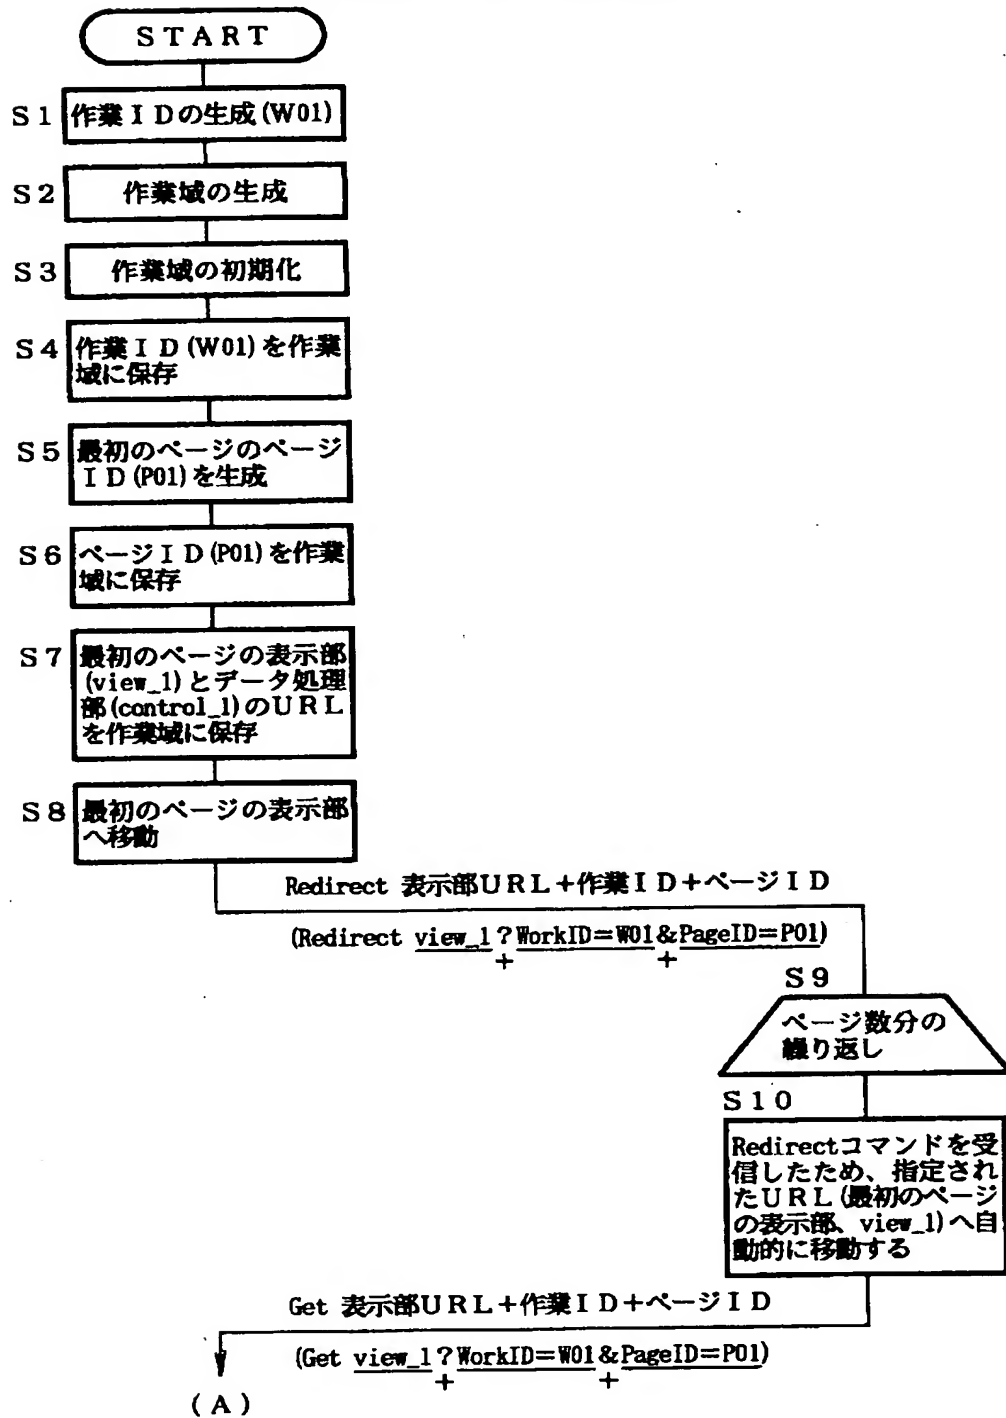 START
S1
作業IDの生成(W01)
S2
作業域の生成
S3
作業域の初期化
S4
作業ID(W01)を作業
域に保存
S5
最初のページのページ
ID(P01)を生成
S6
ページID(P01)を作業
域に保存
S7
最初のページの表示部
(view_1)とデータ処理
部(control_1)のURL
を作業域に保存
S8
最初のページの表示部
へ移動
Redirect 表示部URL+作業ID+ページID
(Redirect view_1?WorkID=W01&PageID=P01)
+ +
S9
ページ数分の
繰り返し
S10
Redirectコマンドを受
信したため、指定され
たURL(最初のページ
の表示部、view_1)へ自
動的に移動する
Get 表示部URL+作業ID+ページID
(Get view_1?WorkID=W01&PageID=P01)
+ +
(A)